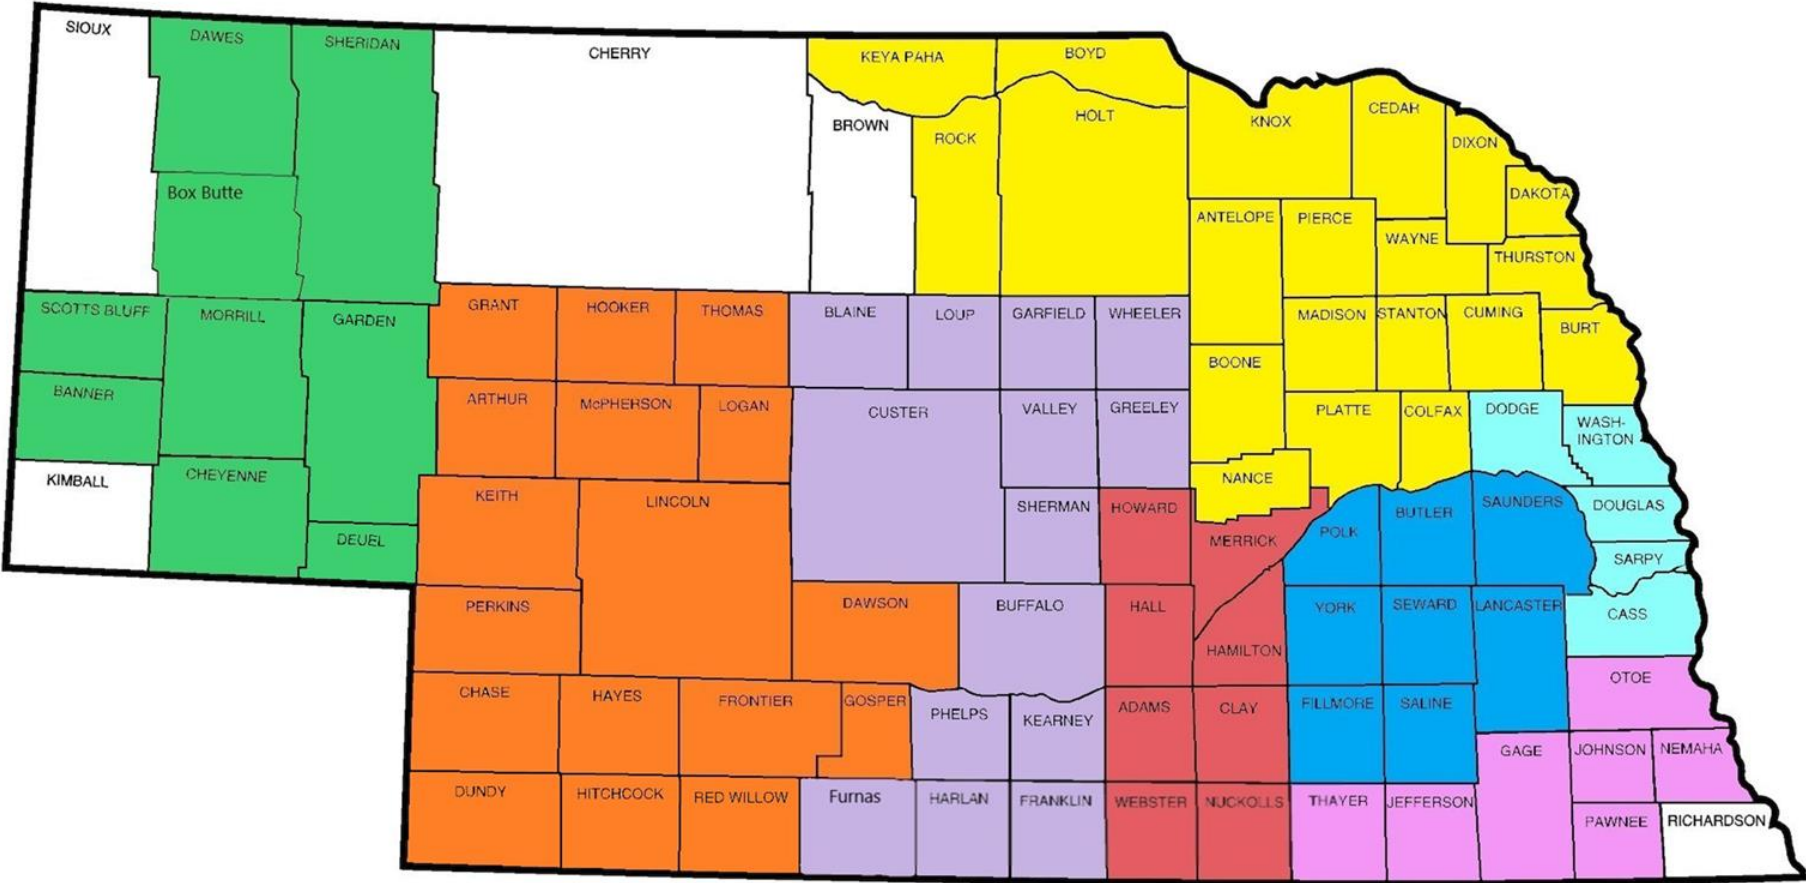 SIOUX
DAWES
SHERIDAN
CHERRY
KEYA PAHA
BOYD
BROWN
ROCK
HOLT
KNOX
CEDAR
DIXON
DAKOTA
Box Butte
ANTELOPE
PIERCE
WAYNE
THURSTON
SCOTTS BLUFF
MORRILL
GARDEN
GRANT
HOOKER
THOMAS
BLAINE
LOUP
GARFIELD
WHEELER
MADISON
STANTON
CUMING
BURT
BOONE
BANNER
ARTHUR
McPHERSON
LOGAN
CUSTER
VALLEY
GREELEY
PLATTE
COLFAX
DODGE
WASH-
INGTON
KIMBALL
CHEYENNE
KEITH
LINCOLN
SHERMAN
HOWARD
NANCE
MERRICK
POLK
BUTLER
SAUNDERS
DOUGLAS
SARPY
DEUEL
PERKINS
DAWSON
BUFFALO
HALL
HAMILTON
YORK
SEWARD
LANCASTER
CASS
CHASE
HAYES
FRONTIER
GOSPER
PHELPS
KEARNEY
ADAMS
CLAY
FILLMORE
SALINE
OTOE
GAGE
JOHNSON
NEMAHA
DUNDY
HITCHCOCK
RED WILLOW
Furnas
HARLAN
FRANKLIN
WEBSTER
NUCKOLLS
THAYER
JEFFERSON
PAWNEE
RICHARDSON